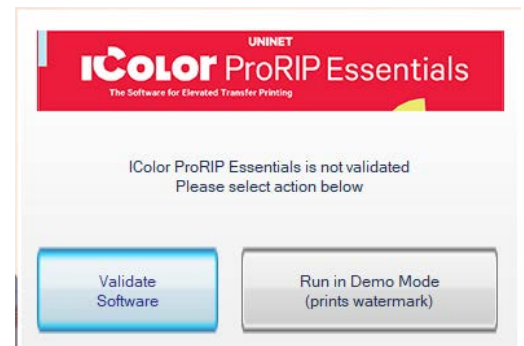 UNINET
IColor ProRIP Essentials
The Software for Elevated Transfer Printing
IColor ProRIP Essentials is not validated
Please select action below
Validate
Software
Run in Demo Mode
(prints watermark)